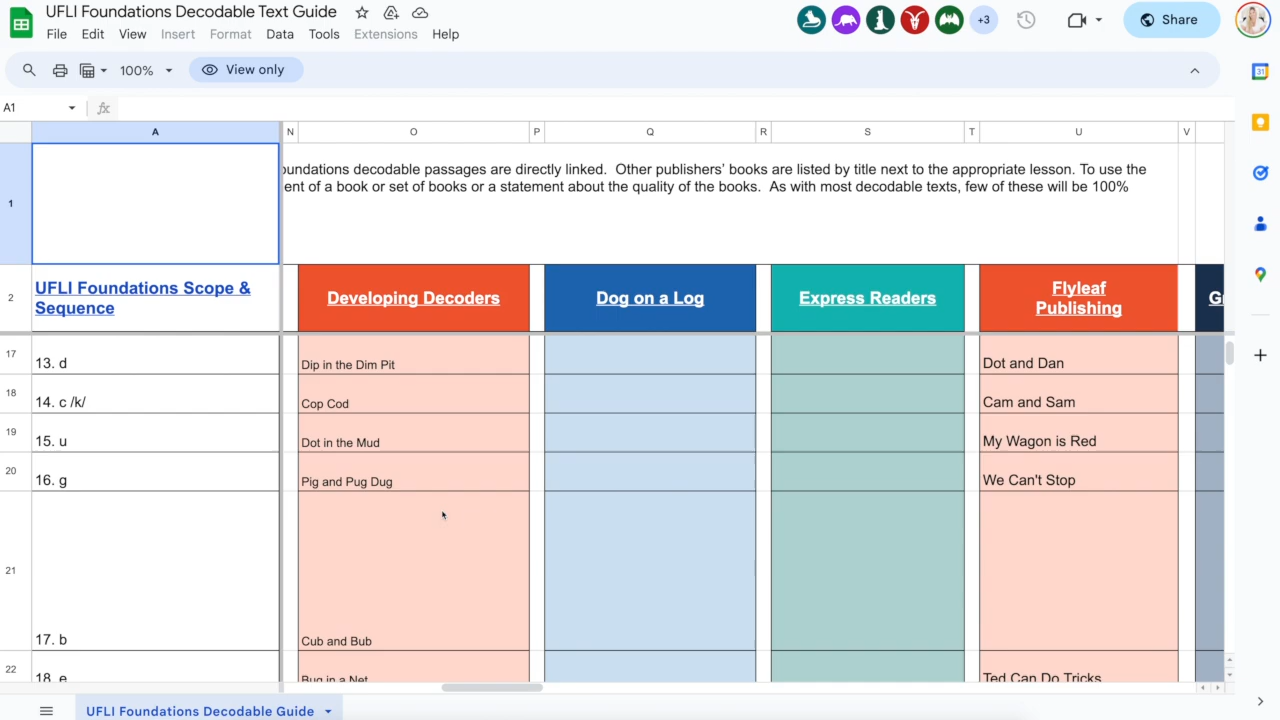 UFLI Foundations Decodable Text Guide
File Edit View Insert Format Data Tools Extensions Help
+3
Share
100%
View only
A1
fx
A N O P Q R S T U V
1
oundations decodable passages are directly linked. Other publishers' books are listed by title next to the appropriate lesson. To use the
ent of a book or set of books or a statement about the quality of the books. As with most decodable texts, few of these will be 100%
2
UFLI Foundations Scope &
Sequence
Developing Decoders
Dog on a Log
Express Readers
Flyleaf
Publishing
G
17 13. d Dip in the Dim Pit Dot and Dan
18 14. c /k/ Cop Cod Cam and Sam
19 15. u Dot in the Mud My Wagon is Red
20 16. g Pig and Pug Dug We Can't Stop
21 17. b Cub and Bub
22 18. e Bug in a Net Ted Can Do Tricks
UFLI Foundations Decodable Guide
31